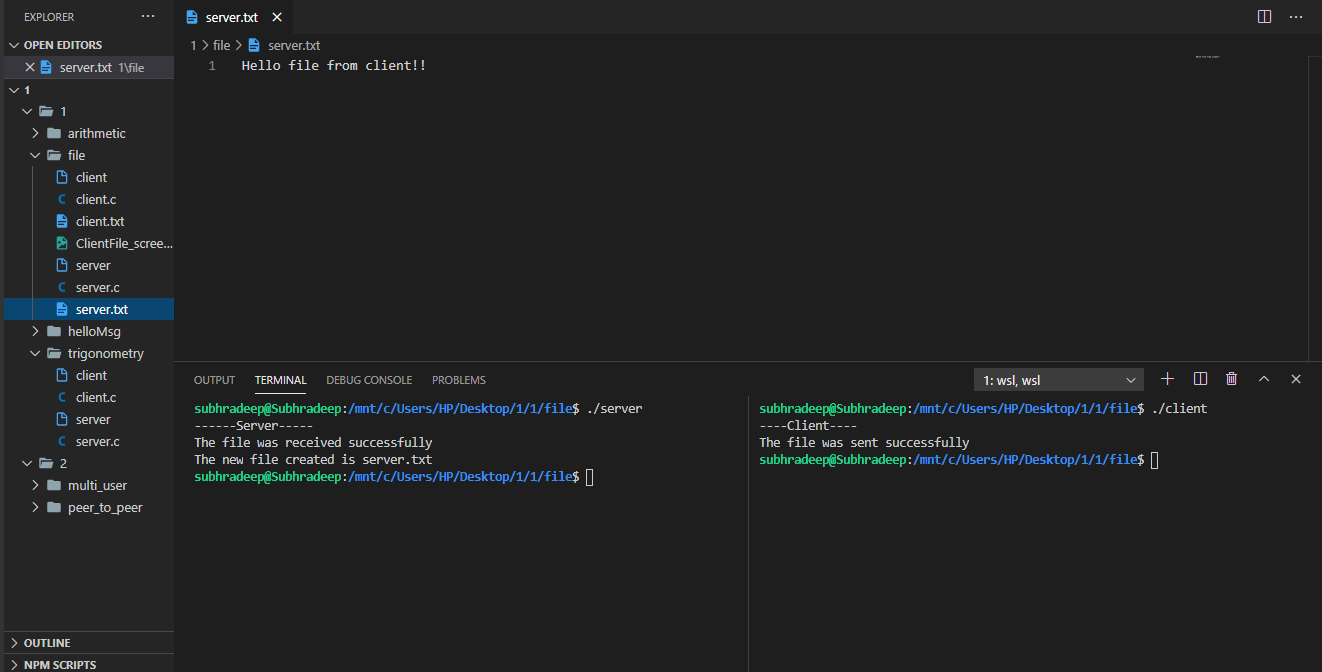 EXPLORER ···
OPEN EDITORS
server.txt 1\file
1
1
arithmetic
file
client
client.c
client.txt
ClientFile_scree...
server
server.c
server.txt
helloMsg
trigonometry
client
client.c
server
server.c
2
multi_user
peer_to_peer
OUTLINE
NPM SCRIPTS
server.txt
1 > file > server.txt
1 Hello file from client!!
OUTPUT TERMINAL DEBUG CONSOLE PROBLEMS
1: wsl, wsl
subhradeep@Subhradeep:/mnt/c/Users/HP/Desktop/1/1/file$ ./server
------Server-----
The file was received successfully
The new file created is server.txt
subhradeep@Subhradeep:/mnt/c/Users/HP/Desktop/1/1/file$
subhradeep@Subhradeep:/mnt/c/Users/HP/Desktop/1/1/file$ ./client
----Client----
The file was sent successfully
subhradeep@Subhradeep:/mnt/c/Users/HP/Desktop/1/1/file$